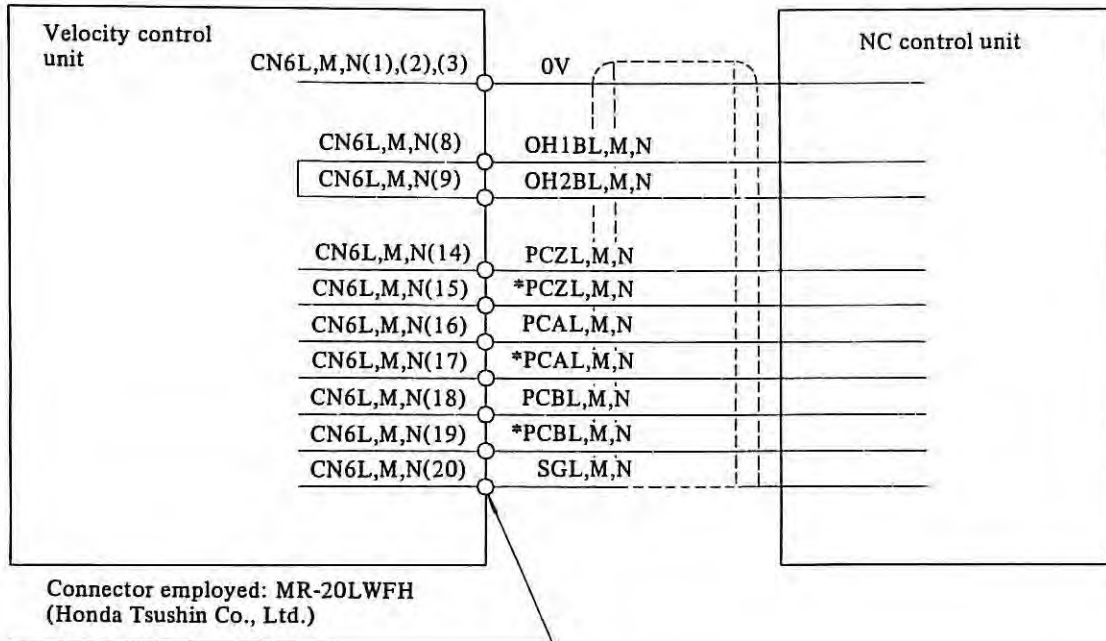 Velocity control
unit
NC control unit
CN6L,M,N(1),(2),(3) 0V
CN6L,M,N(8) OH1BL,M,N
CN6L,M,N(9) OH2BL,M,N
CN6L,M,N(14) PCZL,M,N
CN6L,M,N(15) *PCZL,M,N
CN6L,M,N(16) PCAL,M,N
CN6L,M,N(17) *PCAL,M,N
CN6L,M,N(18) PCBL,M,N
CN6L,M,N(19) *PCBL,M,N
CN6L,M,N(20) SGL,M,N
Connector employed: MR-20LWFH
(Honda Tsushin Co., Ltd.)